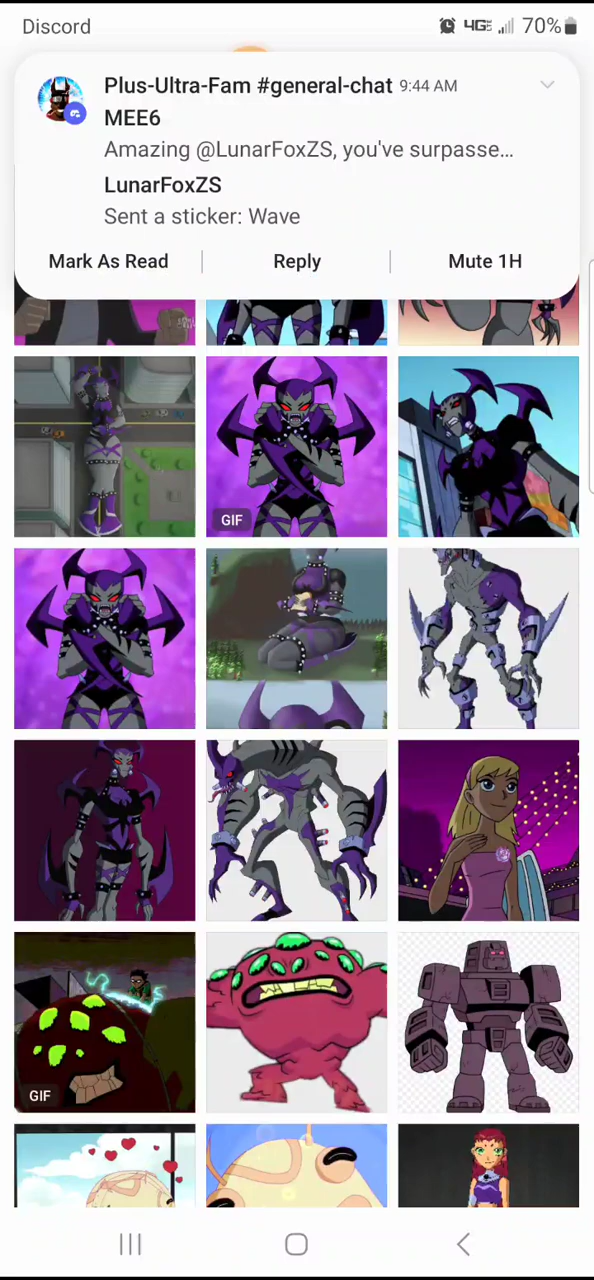 Discord 4GE 70%
Plus-Ultra-Fam #general-chat 9:44 AM
MEE6
Amazing @LunarFoxZS, you've surpasse...
LunarFoxZS
Sent a sticker: Wave
Mark As Read Reply Mute 1H
GIF
GIF